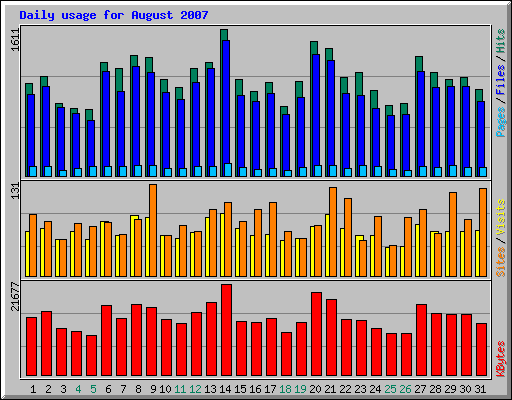 Daily usage for August 2007
1611
Pages / Files / Hits
131
Sites / Visits
21677
KBytes
1 2 3 4 5 6 7 8 9 10 11 12 13 14 15 16 17 18 19 20 21 22 23 24 25 26 27 28 29 30 31